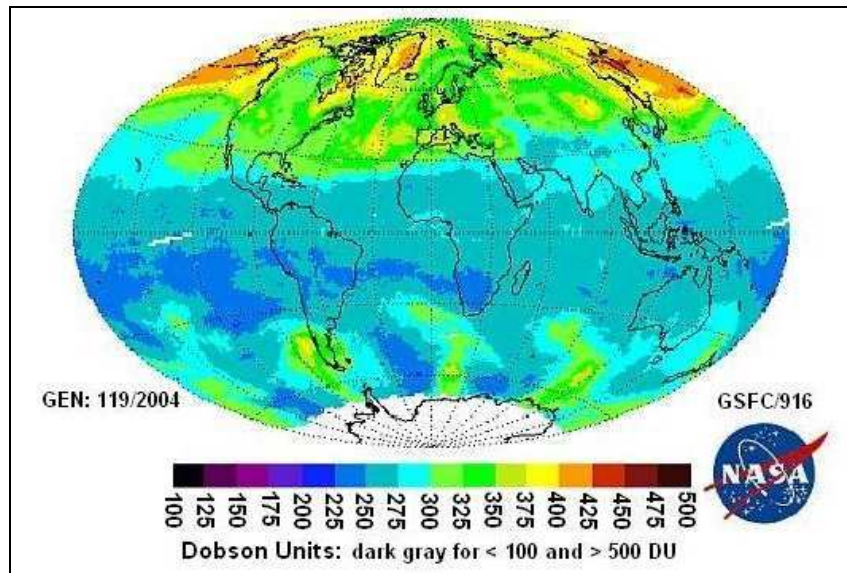 GEN: 119/2004
GSFC/916
NASA
100 125 150 175 200 225 250 275 300 325 350 375 400 425 450 475 500
Dobson Units: dark gray for < 100 and > 500 DU